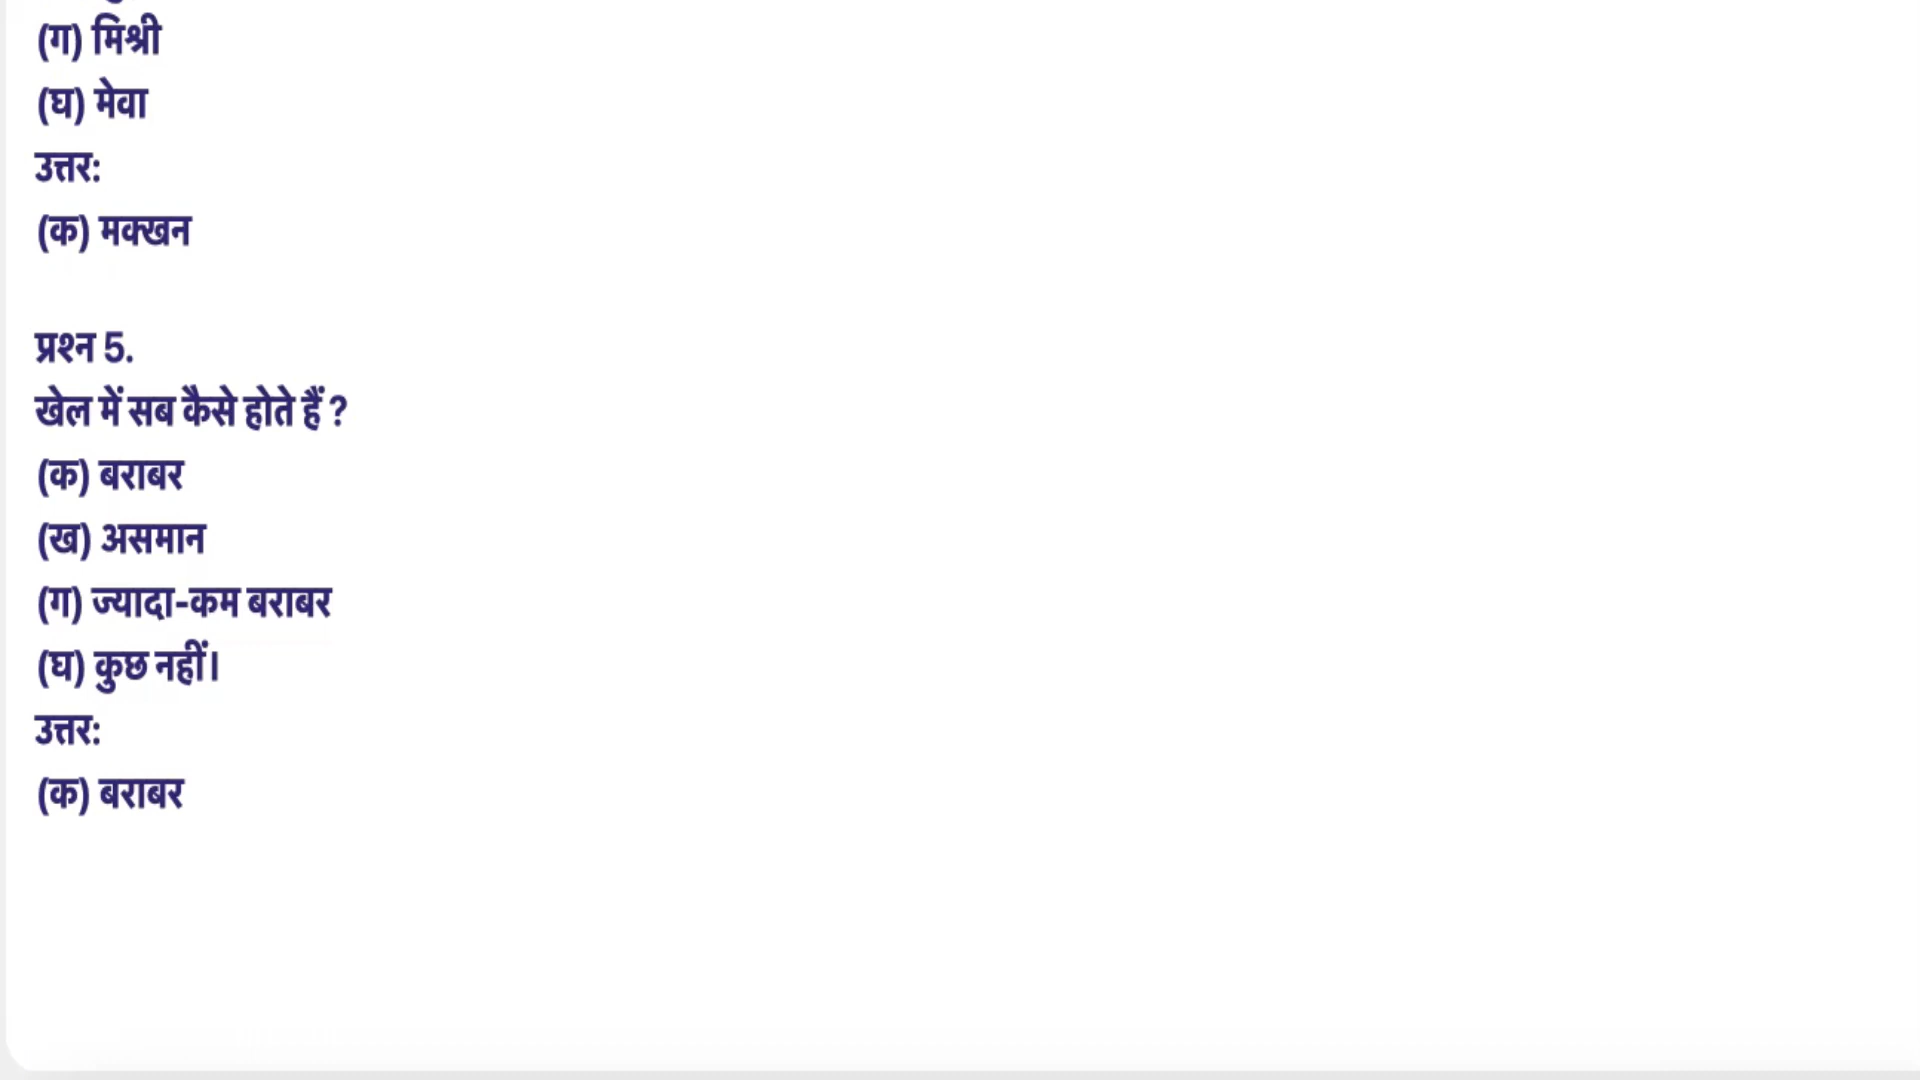 (ग) मिश्री
(घ) मेवा
उत्तर:
(क) मक्खन
प्रश्न 5.
खेल में सब कैसे होते हैं ?
(क) बराबर
(ख) असमान
(ग) ज्यादा-कम बराबर
(घ) कुछ नहीं।
उत्तर:
(क) बराबर